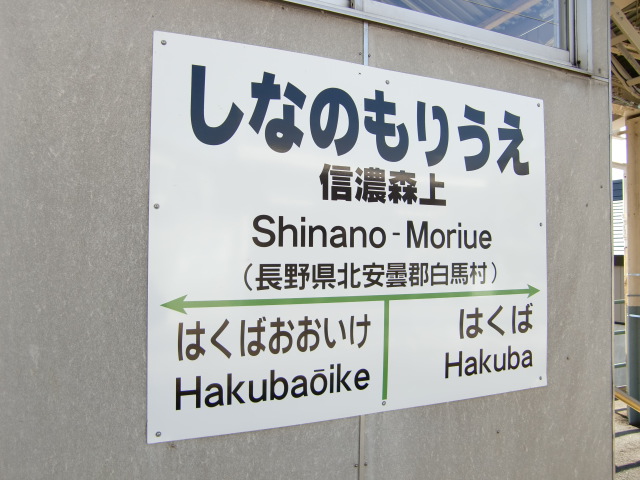 しなのもりうえ
信濃森上
Shinano-Moriue
（長野県北安曇郡白馬村）
はくばおおいけ はくば
Hakubaōike Hakuba